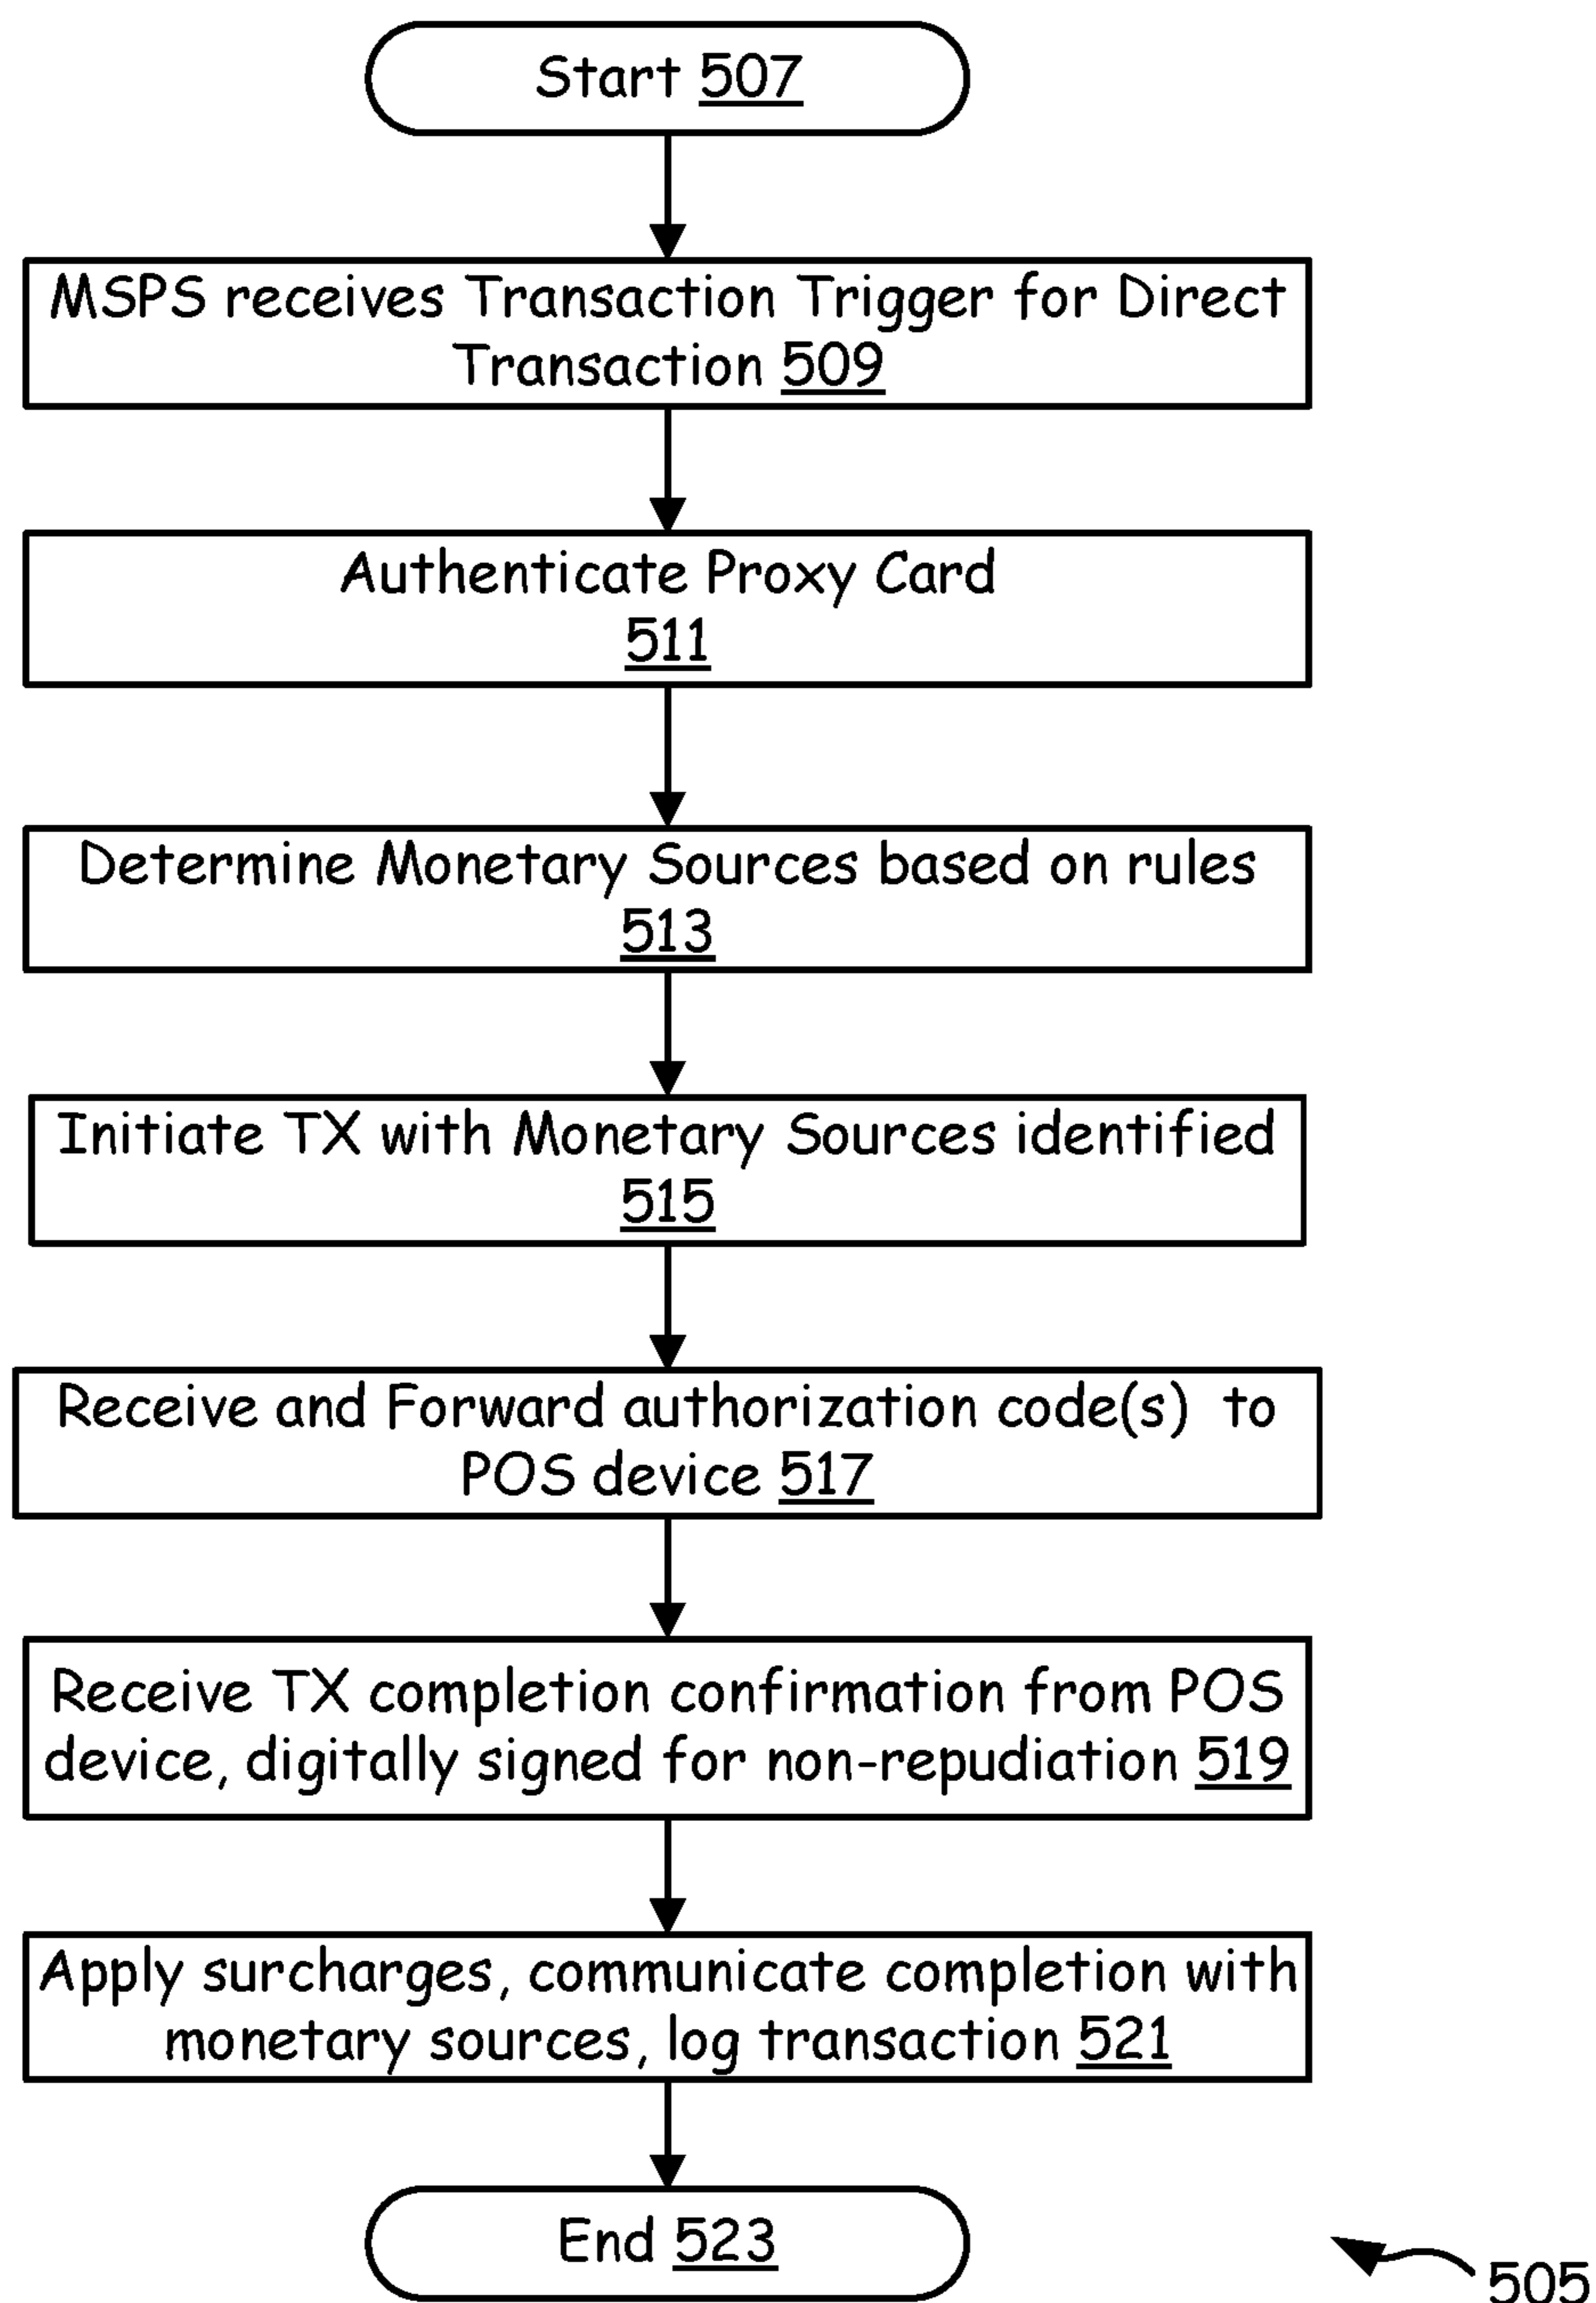 Start 507
MSPS receives Transaction Trigger for Direct
Transaction 509
Authenticate Proxy Card
511
Determine Monetary Sources based on rules
513
Initiate TX with Monetary Sources identified
515
Receive and Forward authorization code(s) to
POS device 517
Receive TX completion confirmation from POS
device, digitally signed for non-repudiation 519
Apply surcharges, communicate completion with
monetary sources, log transaction 521
End 523
505